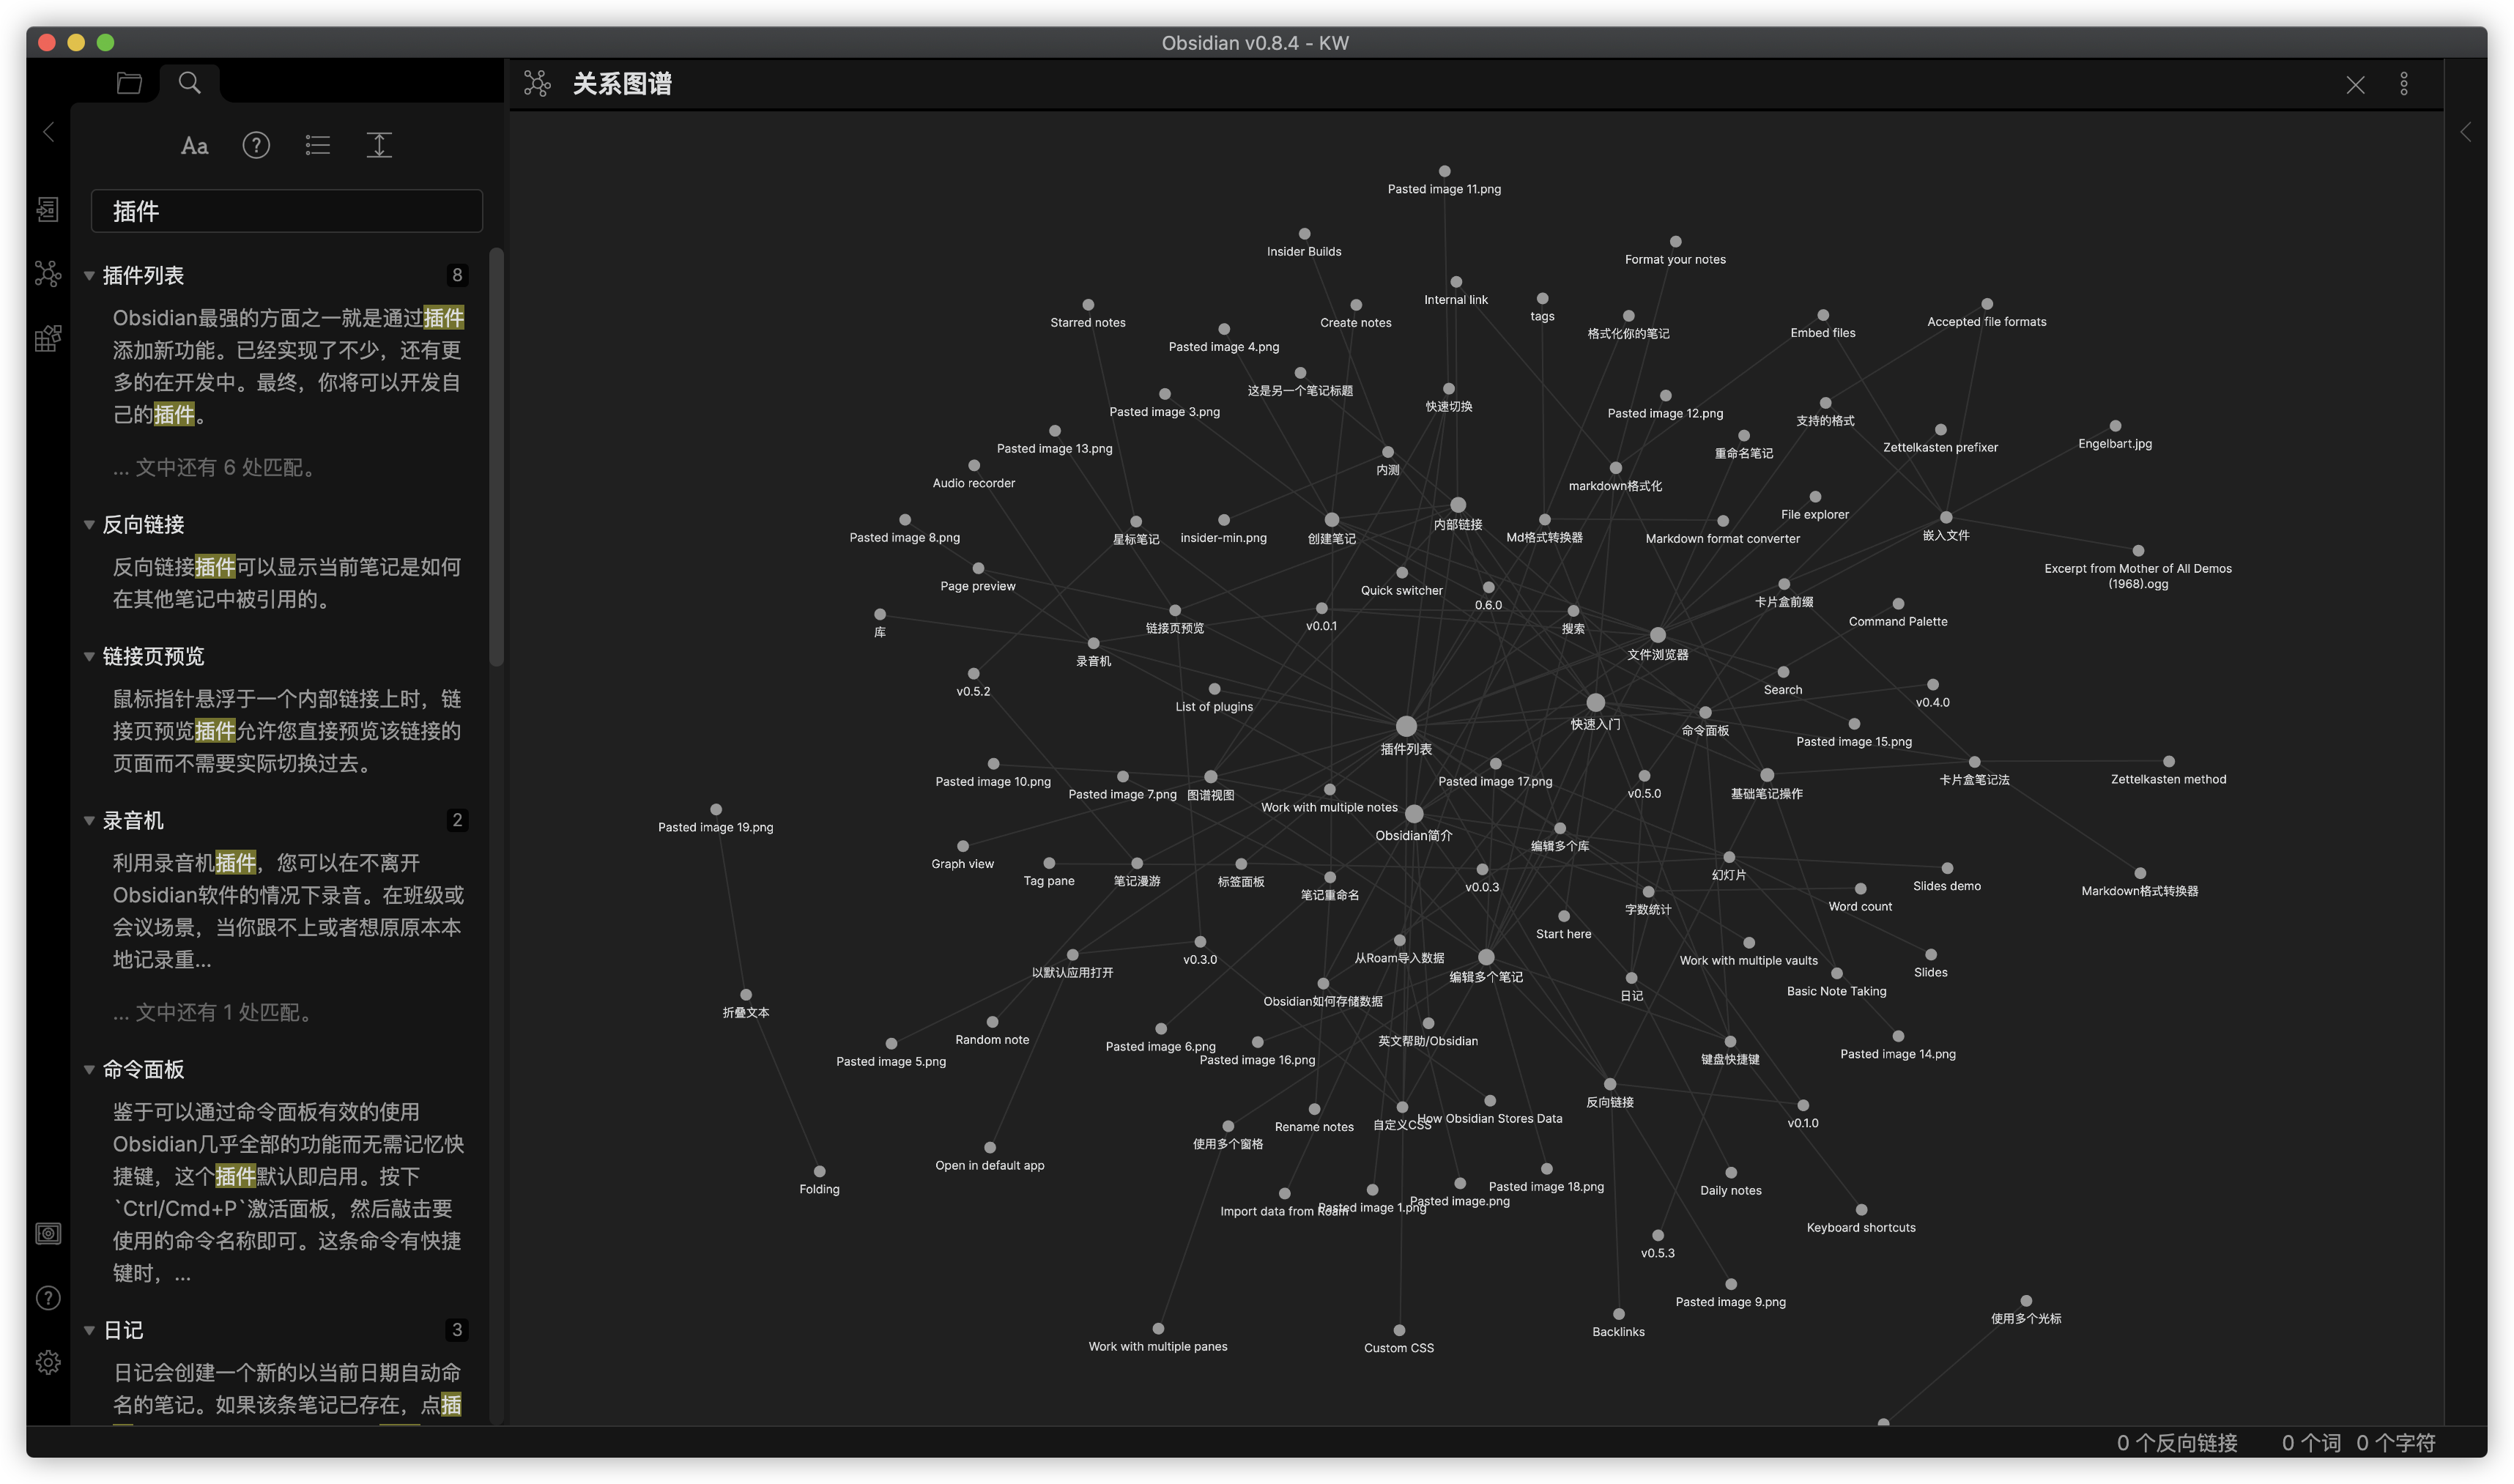 Obsidian v0.8.4 - KW
关系图谱
Aa
插件
插件列表 8
Obsidian最强的方面之一就是通过插件
添加新功能。已经实现了不少，还有更
多的在开发中。最终，你将可以开发自
己的插件。
... 文中还有 6 处匹配。
反向链接
反向链接插件可以显示当前笔记是如何
在其他笔记中被引用的。
链接页预览
鼠标指针悬浮于一个内部链接上时，链
接页预览插件允许您直接预览该链接的
页面而不需要实际切换过去。
录音机 2
利用录音机插件，您可以在不离开
Obsidian软件的情况下录音。在班级或
会议场景，当你跟不上或者想原原本本
地记录重...
... 文中还有 1 处匹配。
命令面板
鉴于可以通过命令面板有效的使用
Obsidian几乎全部的功能而无需记忆快
捷键，这个插件默认即启用。按下
`Ctrl/Cmd+P`激活面板，然后敲击要
使用的命令名称即可。这条命令有快捷
键时，...
日记 3
日记会创建一个新的以当前日期自动命
名的笔记。如果该条笔记已存在，点插
Pasted image 11.png
Insider Builds
Format your notes
Internal link
tags
Starred notes
Create notes
格式化你的笔记
Embed files
Accepted file formats
Pasted image 4.png
这是另一个笔记标题
Pasted image 3.png
快速切换
Pasted image 12.png
支持的格式
Pasted image 13.png
重命名笔记
Zettelkasten prefixer
Engelbart.jpg
内测
Audio recorder
markdown格式化
File explorer
Pasted image 8.png
星标笔记
insider-min.png
创建笔记
内部链接
Md格式转换器
Markdown format converter
嵌入文件
Excerpt from Mother of All Demos
(1968).ogg
Page preview
Quick switcher
0.6.0
卡片盒前缀
Command Palette
库
链接页预览
v0.0.1
搜索
录音机
文件浏览器
v0.5.2
List of plugins
Search
v0.4.0
插件列表
快速入门
命令面板
Pasted image 15.png
Pasted image 10.png
Pasted image 7.png
图谱视图
Work with multiple notes
Pasted image 17.png
v0.5.0
基础笔记操作
卡片盒笔记法
Zettelkasten method
Pasted image 19.png
Obsidian简介
编辑多个库
Graph view
Tag pane
笔记漫游
标签面板
笔记重命名
v0.0.3
幻灯片
Slides demo
Markdown格式转换器
字数统计
Word count
Start here
v0.3.0
从Roam导入数据
Work with multiple vaults
以默认应用打开
编辑多个笔记
Slides
日记
Basic Note Taking
折叠文本
Obsidian如何存储数据
Random note
Pasted image 5.png
Pasted image 6.png
Pasted image 16.png
英文帮助/Obsidian
键盘快捷键
Pasted image 14.png
反向链接
使用多个窗格
Rename notes
自定义CSS
How Obsidian Stores Data
v0.1.0
Open in default app
Folding
Import data from Roam
Pasted image 1.png
Pasted image.png
Pasted image 18.png
Daily notes
Keyboard shortcuts
v0.5.3
Pasted image 9.png
Work with multiple panes
Custom CSS
Backlinks
使用多个光标
0 个反向链接 0 个词 0 个字符